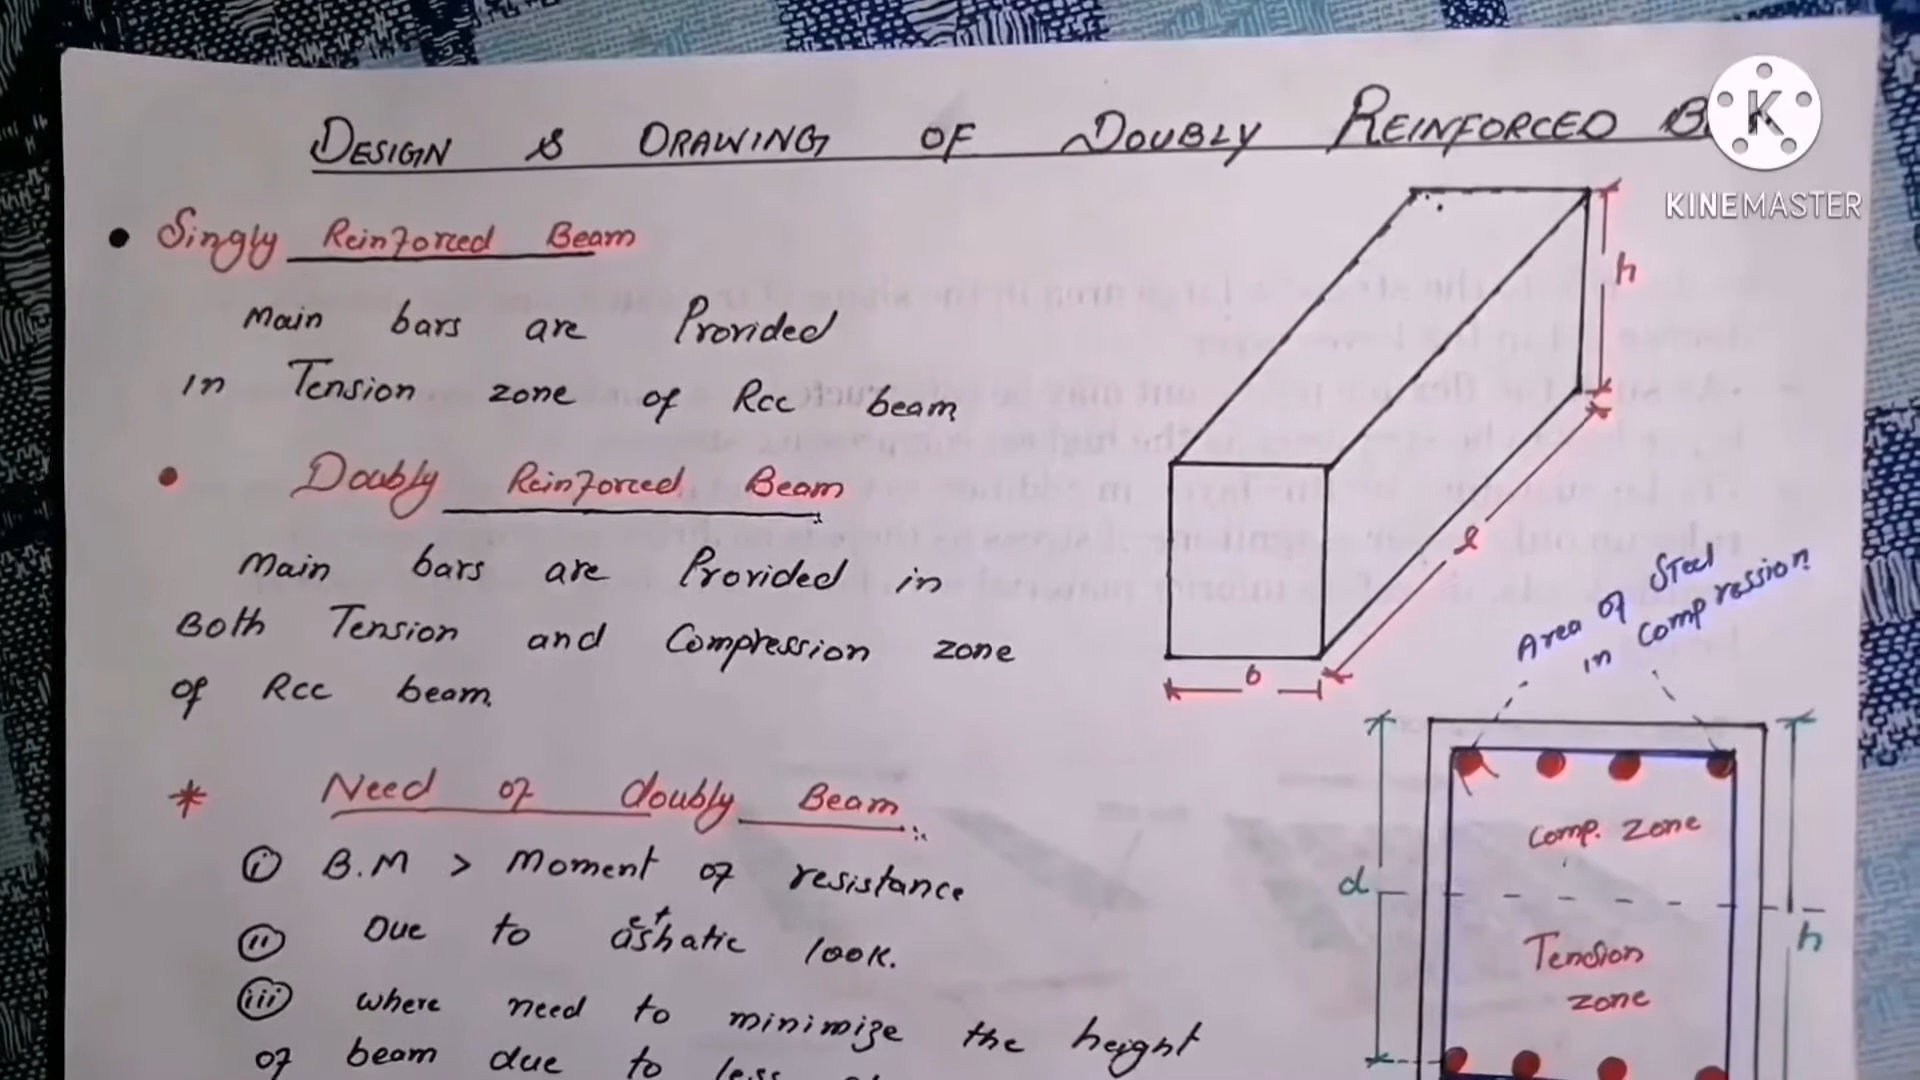 DESIGN & DRAWING OF DOUBLY REINFORCED
K
KINEMASTER
• Singly Reinforced Beam
Main bars are Provided
in Tension zone of Rcc beam
• Doubly Reinforced Beam
Main bars are Provided in
Both Tension and Compression zone
of Rcc beam.
* Need of doubly Beam
(i) B.M > Moment of resistance
(ii) Due to asthatic look.
(iii) where need to minimize the height
of beam due to less
h
l
b
Area of Steel
in Compression
Comp. zone
d
h
Tension
zone